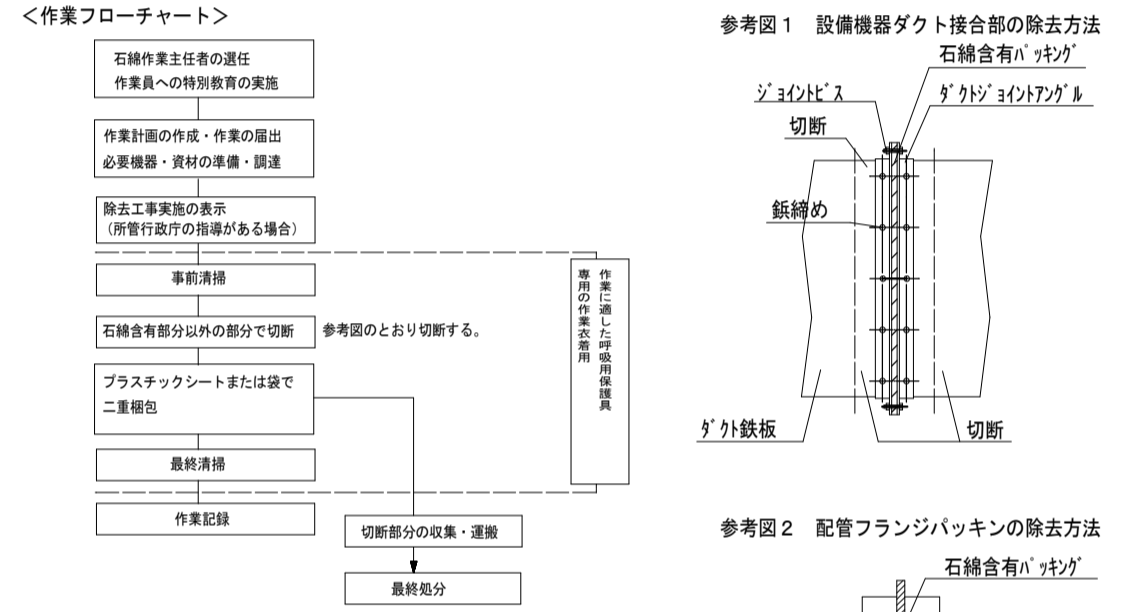 ＜作業フローチャート＞
石綿作業主任者の選任
作業員への特別教育の実施
作業計画の作成・作業の届出
必要機器・資材の準備・調達
除去工事実施の表示
（所管行政庁の指導がある場合）
事前清掃
石綿含有部分以外の部分で切断
参考図のとおり切断する。
プラスチックシートまたは袋で
二重梱包
最終清掃
作業記録
作業に適した呼吸用保護具
専用の作業衣着用
切断部分の収集・運搬
最終処分
参考図１　設備機器ダクト接合部の除去方法
石綿含有ﾊﾟｯｷﾝｸﾞ
ｼﾞｮｲﾝﾄﾋﾞｽ
ﾀﾞｸﾄｼﾞｮｲﾝﾄｱﾝｸﾞﾙ
切断
鋲締め
ﾀﾞｸﾄ鉄板
切断
参考図２　配管フランジパッキンの除去方法
石綿含有ﾊﾟｯｷﾝｸﾞ